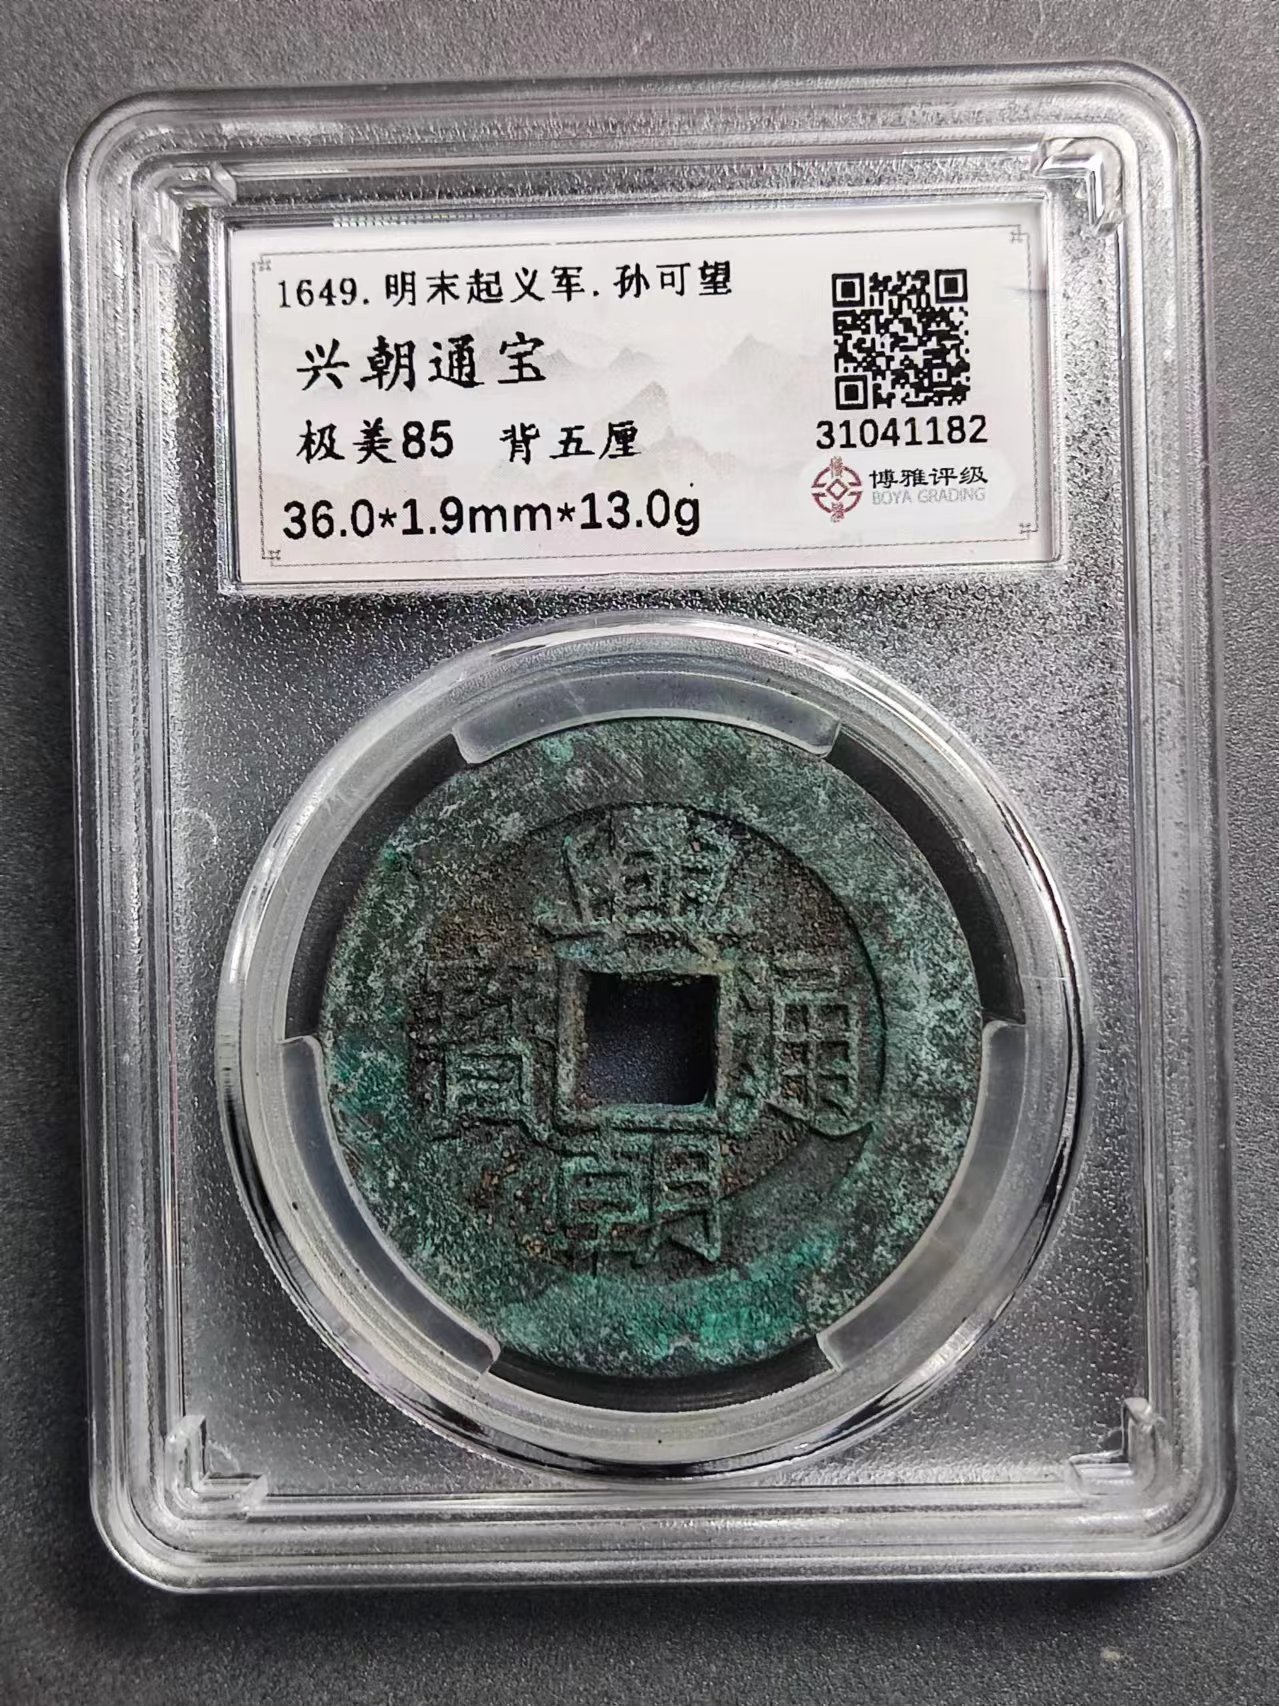 1649.明末起义军.孙可望
兴朝通宝
极美85 背五厘
36.0*1.9mm*13.0g
31041182
博雅评级
BOYA GRADING
興
寶 通
朝